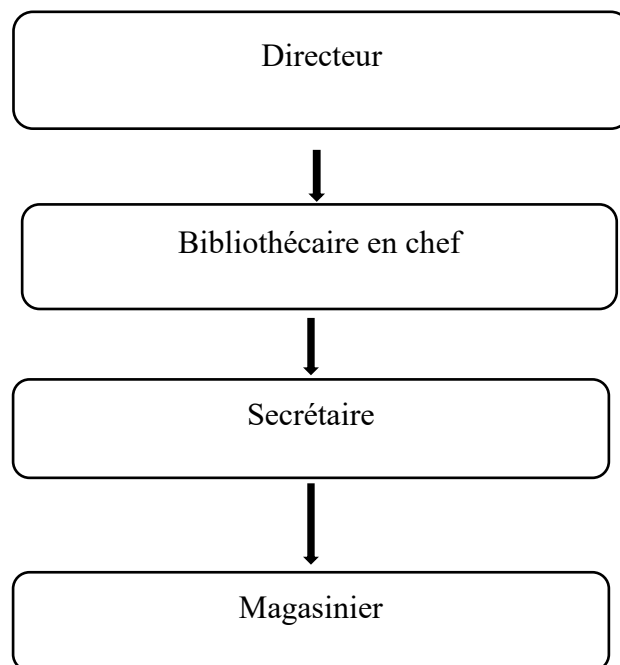 Directeur
Bibliothécaire en chef
Secrétaire
Magasinier